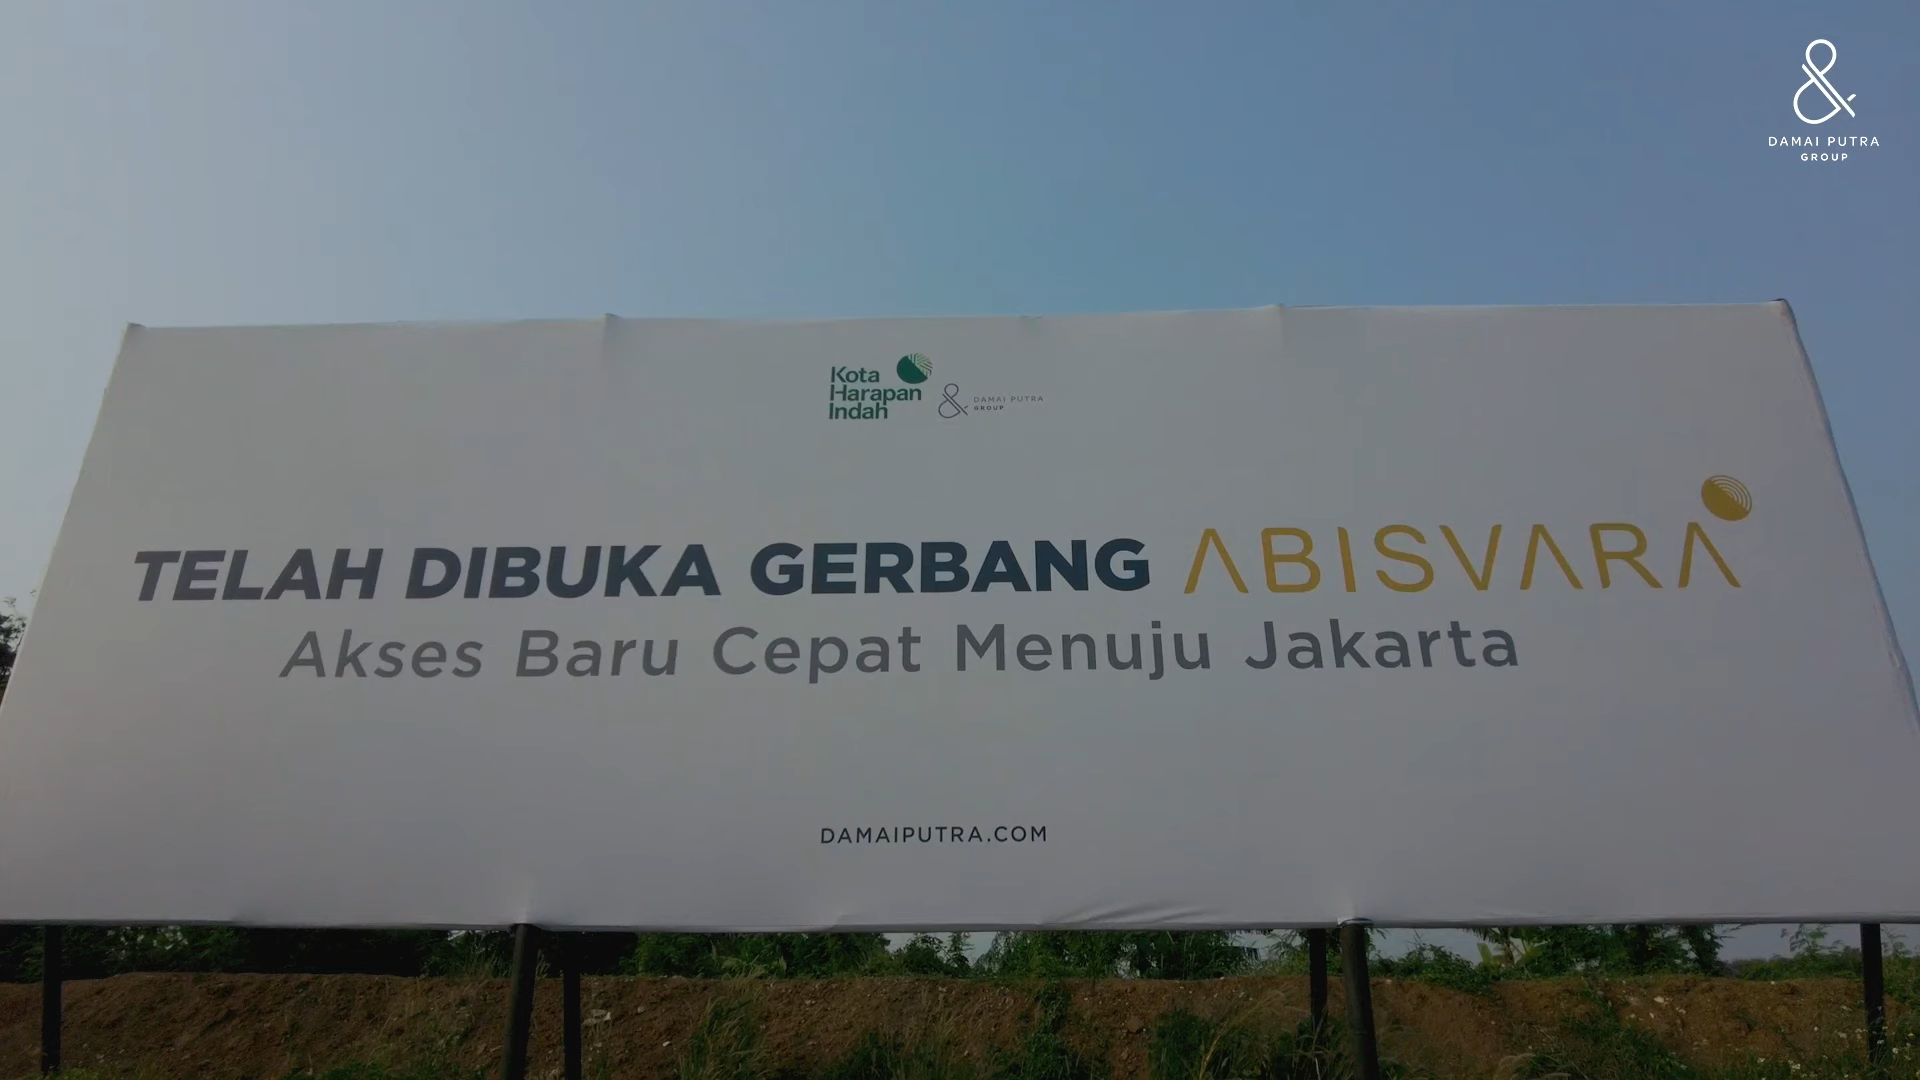 DAMAI PUTRA
GROUP
Kota
Harapan
Indah
& DAMAI PUTRA
GROUP
TELAH DIBUKA GERBANG ABISVARA
Akses Baru Cepat Menuju Jakarta
DAMAIPUTRA.COM